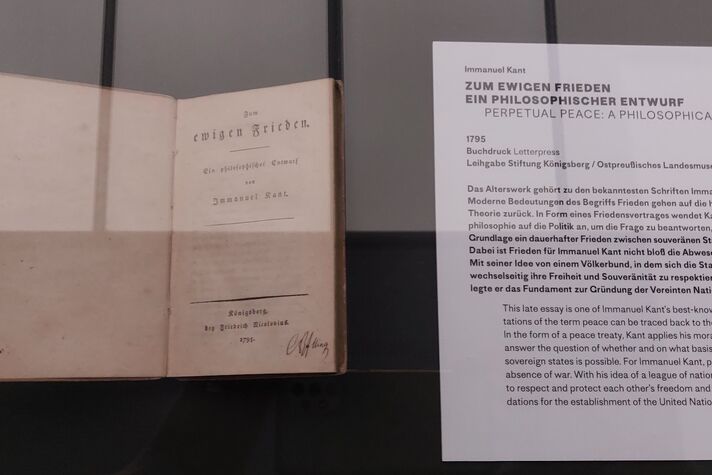 Zum
ewigen Frieden.
Ein philosophischer Entwurf
von
Immanuel Kant.
Königsberg,
bey Friedrich Nicolovius.
1795.
Immanuel Kant
ZUM EWIGEN FRIEDEN
EIN PHILOSOPHISCHER ENTWURF
PERPETUAL PEACE: A PHILOSOPHICA
1795
Buchdruck Letterpress
Leihgabe Stiftung Königsberg / Ostpreußisches Landesmuse
Das Alterswerk gehört zu den bekanntesten Schriften Imma
Moderne Bedeutungen des Begriffs Frieden gehen auf die h
Theorie zurück. In Form eines Friedensvertrages wendet Ka
philosophie auf die Politik an, um die Frage zu beantworten,
Grundlage ein dauerhafter Frieden zwischen souveränen St
Dabei ist Frieden für Immanuel Kant nicht bloß die Abwese
Mit seiner Idee von einem Völkerbund, in dem sich die Sta
wechselseitig ihre Freiheit und Souveränität zu respektier
legte er das Fundament zur Gründung der Vereinten Natio
This late essay is one of Immanuel Kant's best-know
tations of the term peace can be traced back to the
In the form of a peace treaty, Kant applies his mora
answer the question of whether and on what basis
sovereign states is possible. For Immanuel Kant, p
absence of war. With his idea of a league of nation
to respect and protect each other's freedom and
dations for the establishment of the United Natio